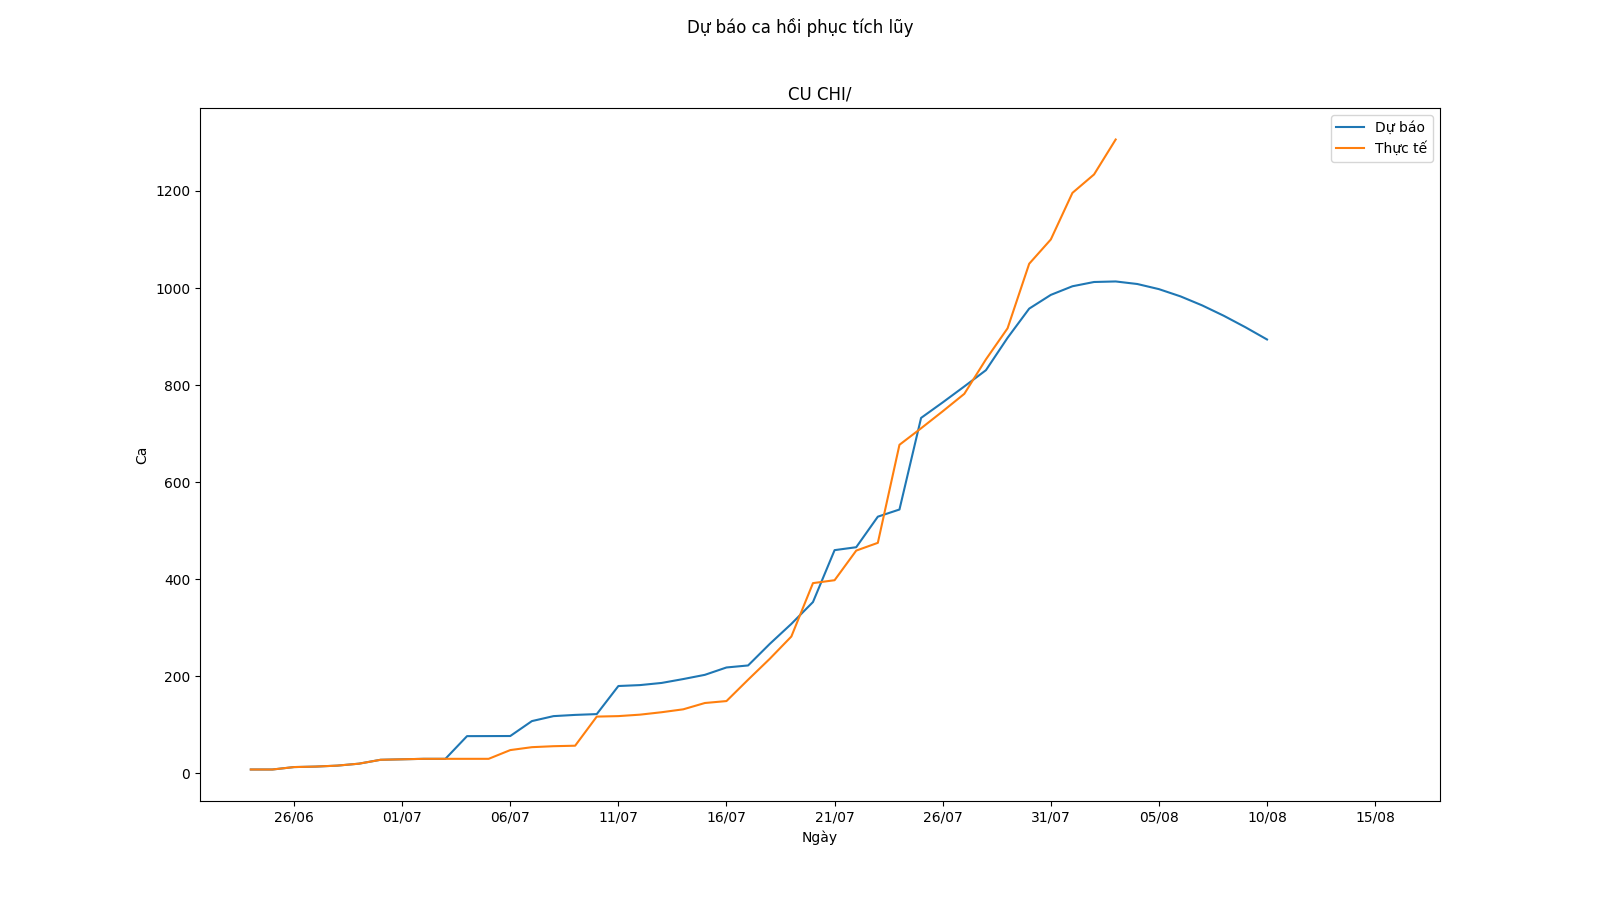 Dự báo ca hồi phục tích lũy
CU CHI/
Dự báo
Thực tế
1200
1000
800
600
400
200
0
Ca
26/06 01/07 06/07 11/07 16/07 21/07 26/07 31/07 05/08 10/08 15/08
Ngày